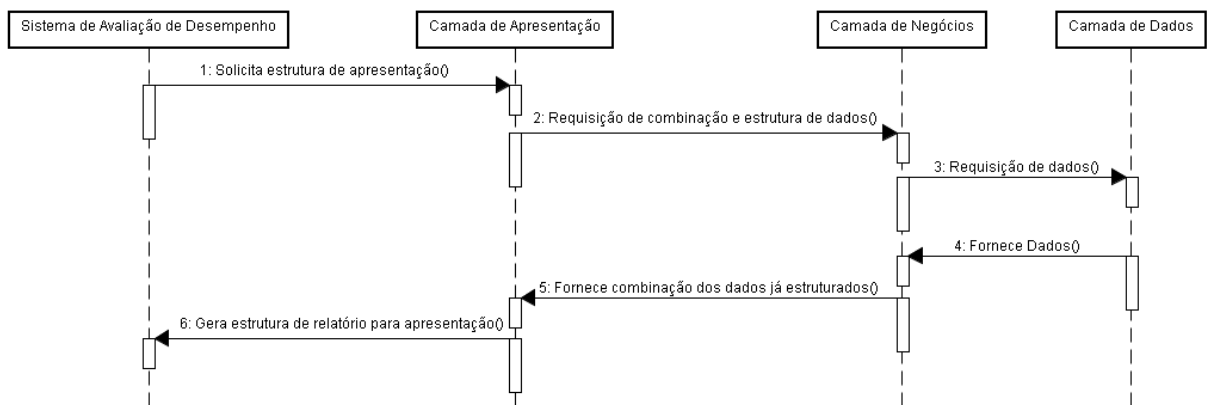 Sistema de Avaliação de Desempenho
Camada de Apresentação
Camada de Negócios
Camada de Dados
1: Solicita estrutura de apresentação()
2: Requisição de combinação e estrutura de dados()
3: Requisição de dados()
4: Fornece Dados()
5: Fornece combinação dos dados já estruturados()
6: Gera estrutura de relatório para apresentação()